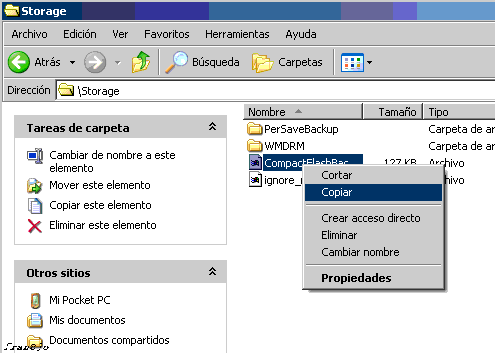 Storage
Archivo Edición Ver Favoritos Herramientas Ayuda
Atrás Búsqueda Carpetas
Dirección \Storage
Nombre Tamaño Tipo
PerSaveBackup Carpeta de ar
WMDRM Carpeta de ar
CompactFlashBac... 127 KB Archivo
ignore_ Archivo
Cortar
Copiar
Crear acceso directo
Eliminar
Cambiar nombre
Propiedades
Tareas de carpeta
Cambiar de nombre a este
elemento
Mover este elemento
Copiar este elemento
Eliminar este elemento
Otros sitios
Mi Pocket PC
Mis documentos
Documentos compartidos